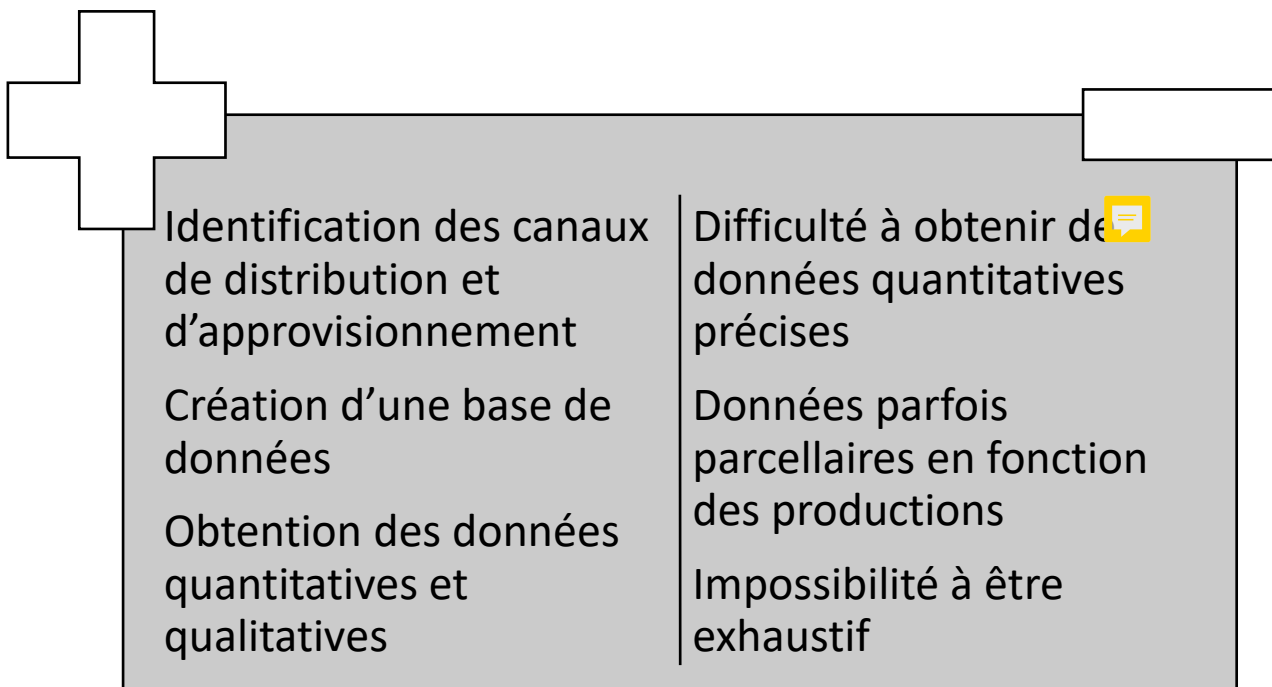 Identification des canaux
de distribution et
d’approvisionnement
Création d’une base de
données
Obtention des données
quantitatives et
qualitatives
Difficulté à obtenir de
données quantitatives
précises
Données parfois
parcellaires en fonction
des productions
Impossibilité à être
exhaustif